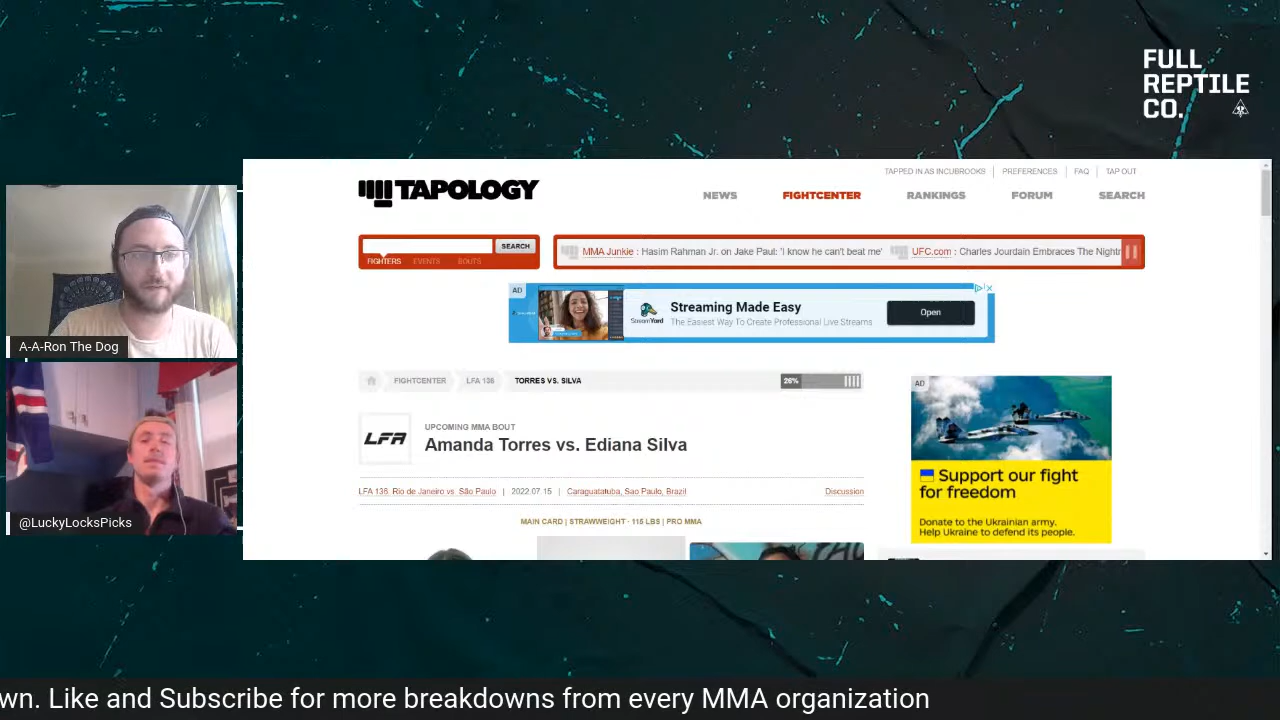 FULL
REPTILE
CO.
TAPPED IN AS INCUBROOKS
PREFERENCES
FAQ
TAP OUT
TAPOLOGY
NEWS
FIGHTCENTER
RANKINGS
FORUM
SEARCH
SEARCH
FIGHTERS
EVENTS
BOUTS
MMA Junkie : Hasim Rahman Jr. on Jake Paul: 'I know he can't beat me'
UFC.com : Charles Jourdain Embraces The Nightr
AD
StreamYard
Streaming Made Easy
The Easiest Way To Create Professional Live Streams
Open
FIGHTCENTER
LFA 136
TORRES VS. SILVA
26%
LFA
UPCOMING MMA BOUT
Amanda Torres vs. Ediana Silva
LFA 136: Rio de Janeiro vs. São Paulo | 2022.07.15 | Caraguatatuba, Sao Paulo, Brazil
Discussion
MAIN CARD | STRAWWEIGHT · 115 LBS | PRO MMA
AD
Support our fight
for freedom
Donate to the Ukrainian army.
Help Ukraine to defend its people.
A-A-Ron The Dog
@LuckyLocksPicks
wn. Like and Subscribe for more breakdowns from every MMA organization